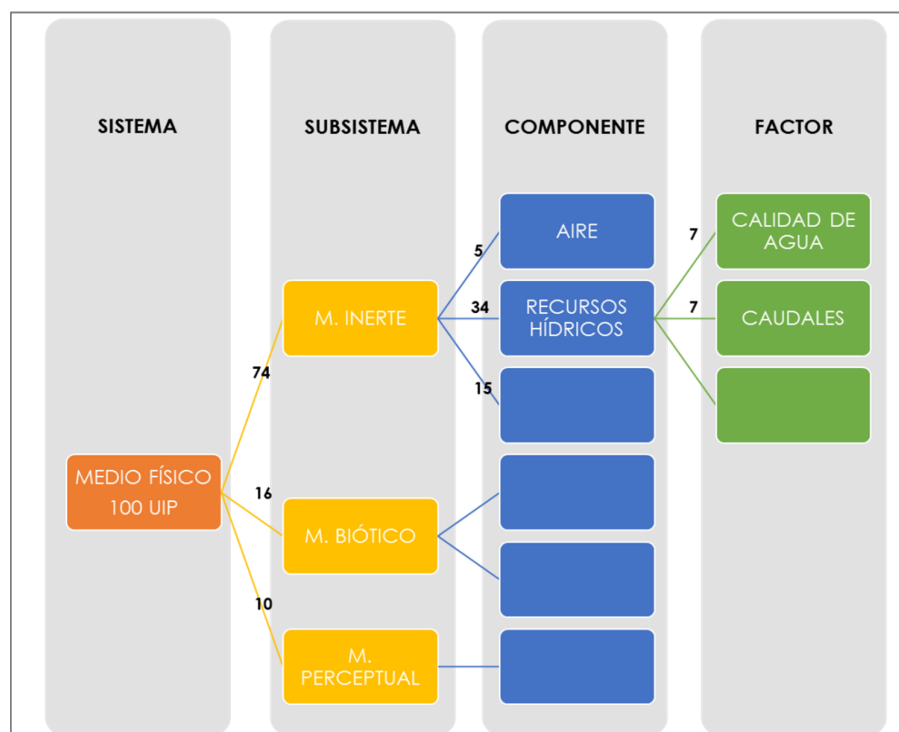 SISTEMA
SUBSISTEMA
COMPONENTE
FACTOR
AIRE
CALIDAD DE
AGUA
5
7
M. INERTE
34
RECURSOS
HÍDRICOS
7
CAUDALES
74
15
MEDIO FÍSICO
100 UIP
16
M. BIÓTICO
10
M.
PERCEPTUAL